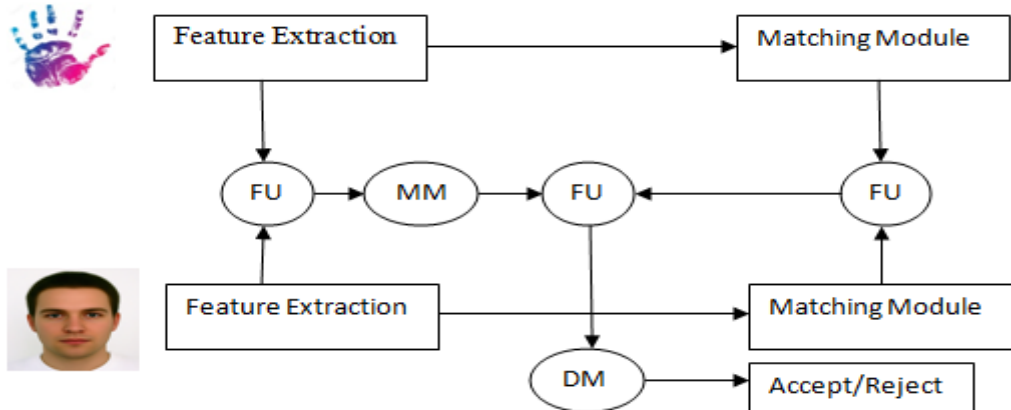 Feature Extraction
Matching Module
FU
MM
FU
FU
Feature Extraction
Matching Module
DM
Accept/Reject